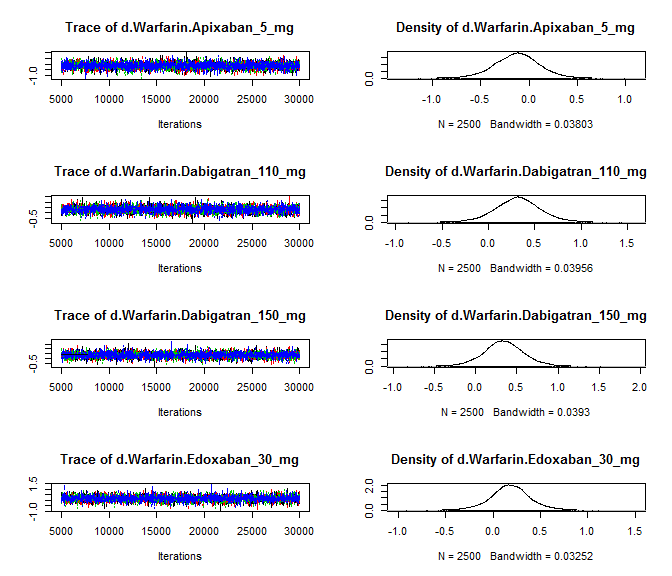 Trace of d.Warfarin.Apixaban_5_mg
-1.0
5000 10000 15000 20000 25000 30000
Iterations
Density of d.Warfarin.Apixaban_5_mg
0.0
-1.0 -0.5 0.0 0.5 1.0
N = 2500 Bandwidth = 0.03803
Trace of d.Warfarin.Dabigatran_110_mg
-0.5
5000 10000 15000 20000 25000 30000
Iterations
Density of d.Warfarin.Dabigatran_110_mg
0.0
-1.0 -0.5 0.0 0.5 1.0 1.5
N = 2500 Bandwidth = 0.03956
Trace of d.Warfarin.Dabigatran_150_mg
-0.5
5000 10000 15000 20000 25000 30000
Iterations
Density of d.Warfarin.Dabigatran_150_mg
0.0
-1.0 -0.5 0.0 0.5 1.0 1.5 2.0
N = 2500 Bandwidth = 0.0393
Trace of d.Warfarin.Edoxaban_30_mg
-1.0 1.5
5000 10000 15000 20000 25000 30000
Iterations
Density of d.Warfarin.Edoxaban_30_mg
0.0 2.0
-1.0 -0.5 0.0 0.5 1.0 1.5
N = 2500 Bandwidth = 0.03252